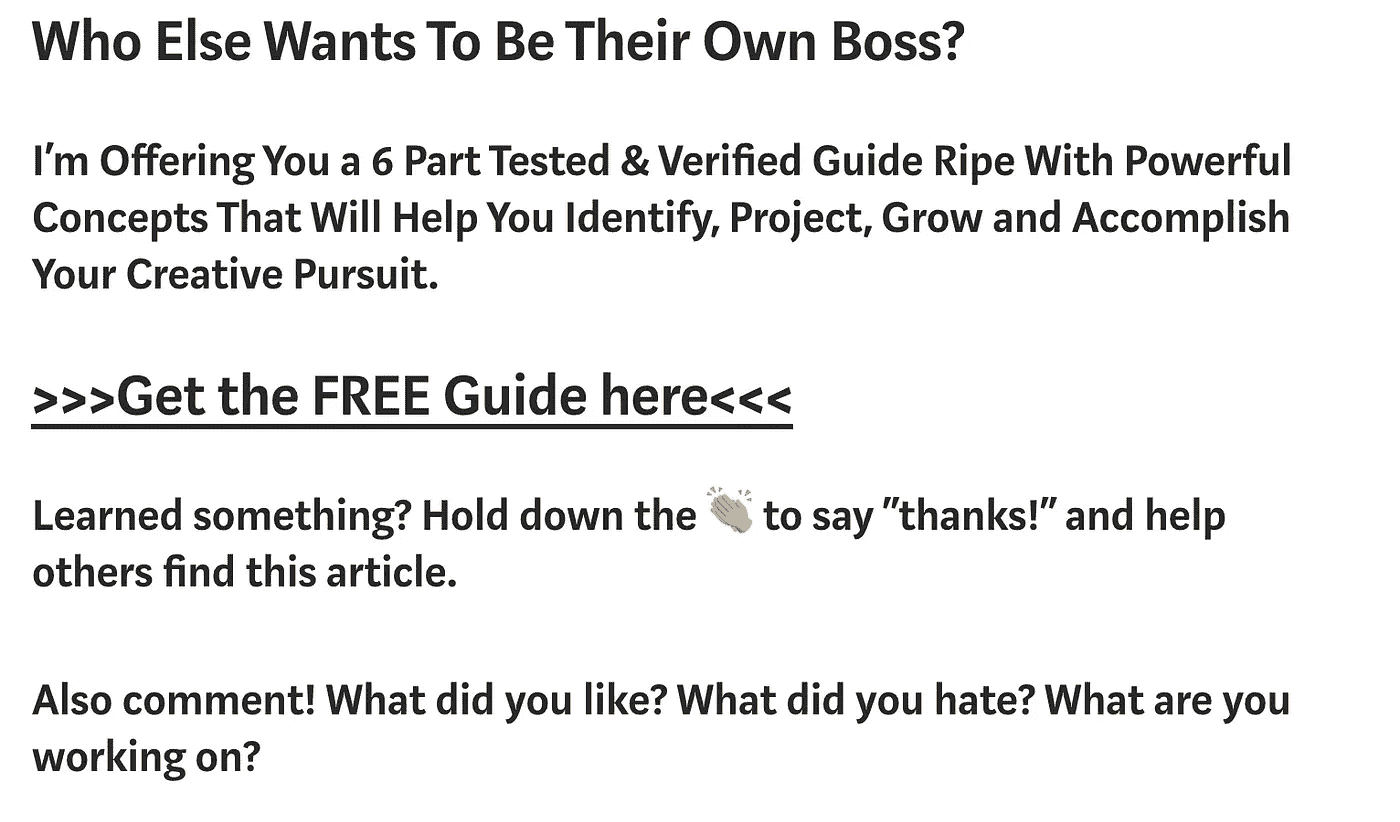 Who Else Wants To Be Their Own Boss?
I'm Offering You a 6 Part Tested & Verified Guide Ripe With Powerful
Concepts That Will Help You Identify, Project, Grow and Accomplish
Your Creative Pursuit.
>>>Get the FREE Guide here<<<
Learned something? Hold down the 👏 to say "thanks!" and help
others find this article.
Also comment! What did you like? What did you hate? What are you
working on?